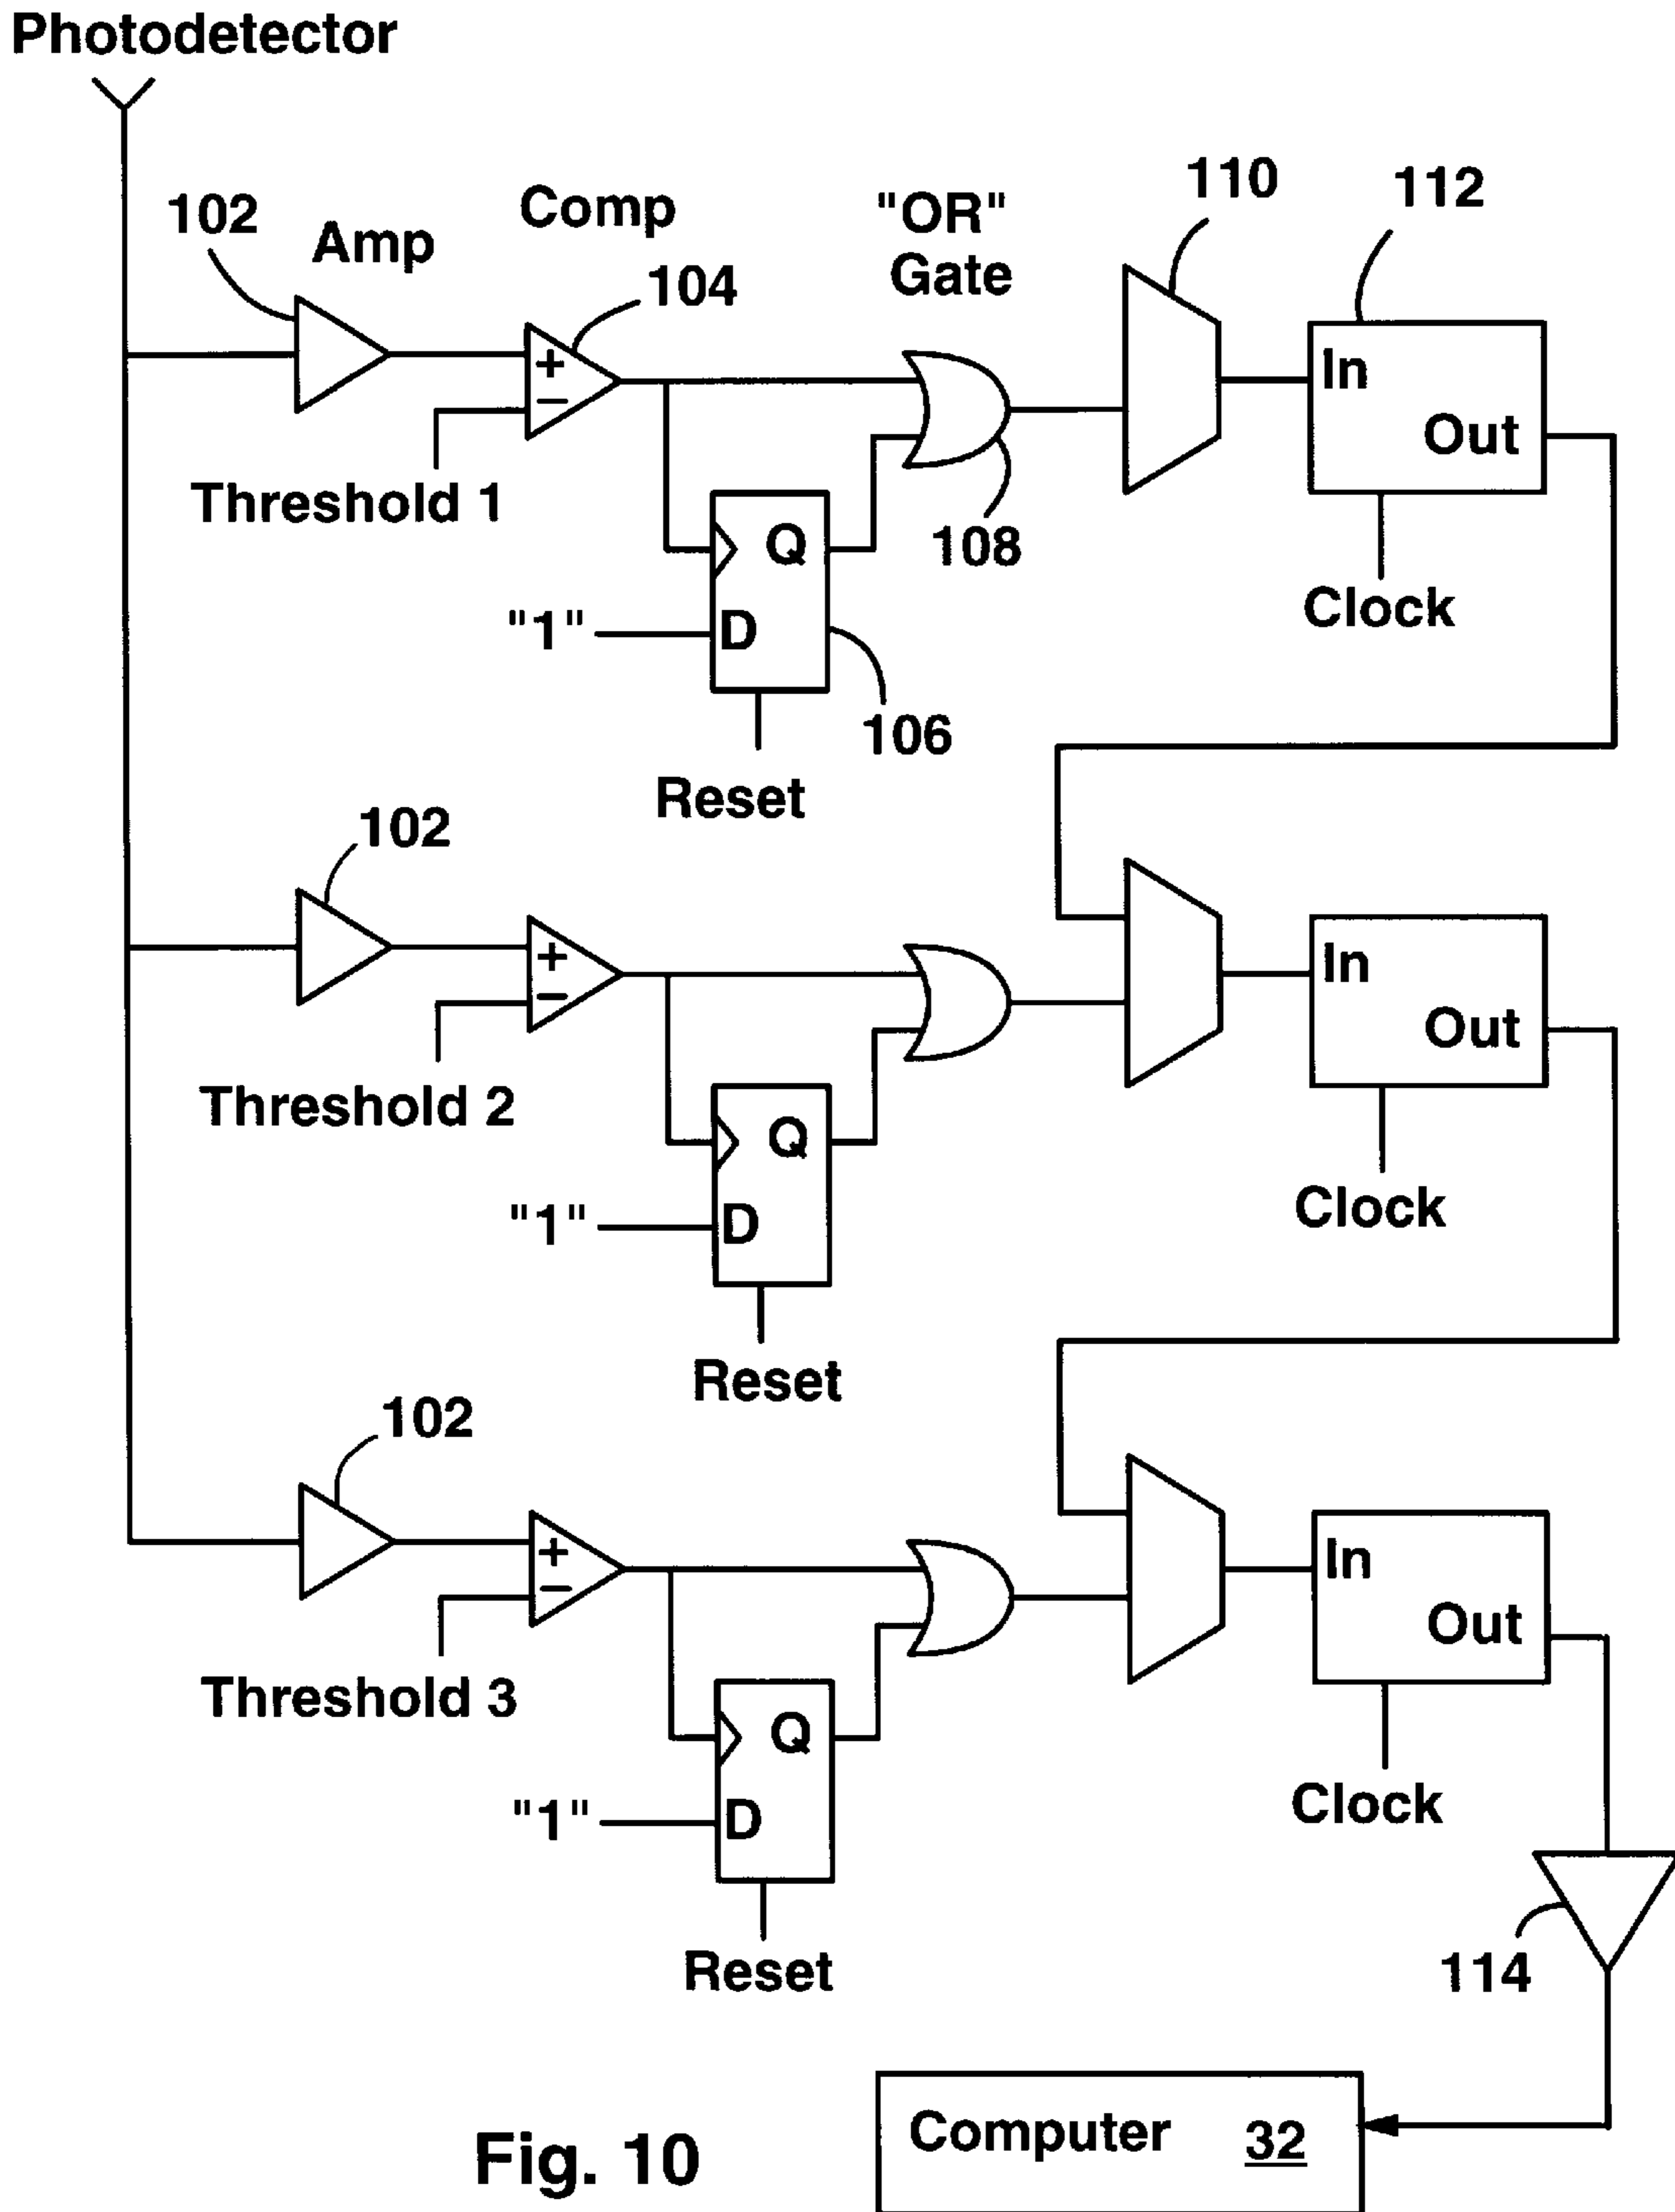 Photodetector
102
Amp
Comp
104
"OR"
Gate
110
112
+
−
Threshold 1
In
Out
108
Clock
Q
"1"
D
106
Reset
102
+
−
Threshold 2
In
Out
Clock
Q
"1"
D
Reset
102
+
−
Threshold 3
In
Out
Clock
Q
"1"
D
Reset
114
Computer 32
Fig. 10